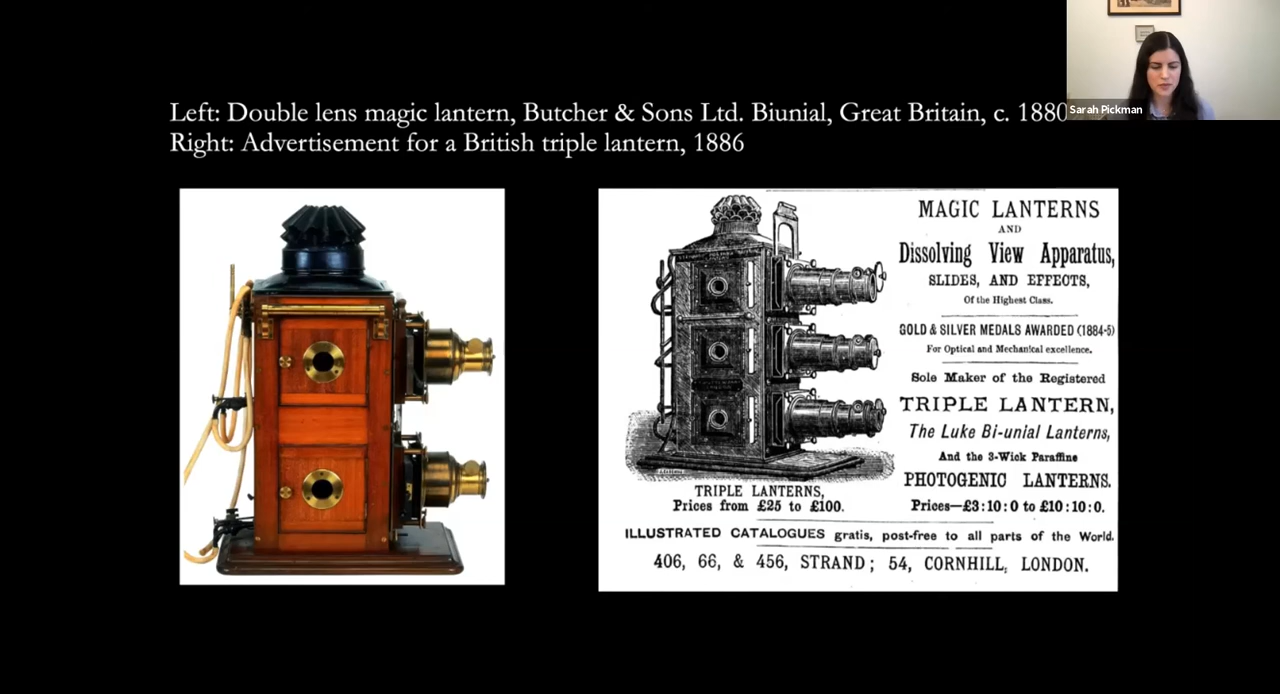 Left: Double lens magic lantern, Butcher & Sons Ltd. Biunial, Great Britain, c. 1880
Right: Advertisement for a British triple lantern, 1886
Sarah Pickman
MAGIC LANTERNS
AND
Dissolving View Apparatus,
SLIDES, AND EFFECTS,
Of the Highest Class.
GOLD & SILVER MEDALS AWARDED (1884-5)
For Optical and Mechanical excellence.
Sole Maker of the Registered
TRIPLE LANTERN,
The Luke Bi-unial Lanterns,
And the 3-Wick Paraffine
PHOTOGENIC LANTERNS.
Prices—£3:10:0 to £10:10:0.
TRIPLE LANTERNS,
Prices from £25 to £100.
ILLUSTRATED CATALOGUES gratis, post-free to all parts of the World.
406, 66, & 456, STRAND; 54, CORNHILL, LONDON.